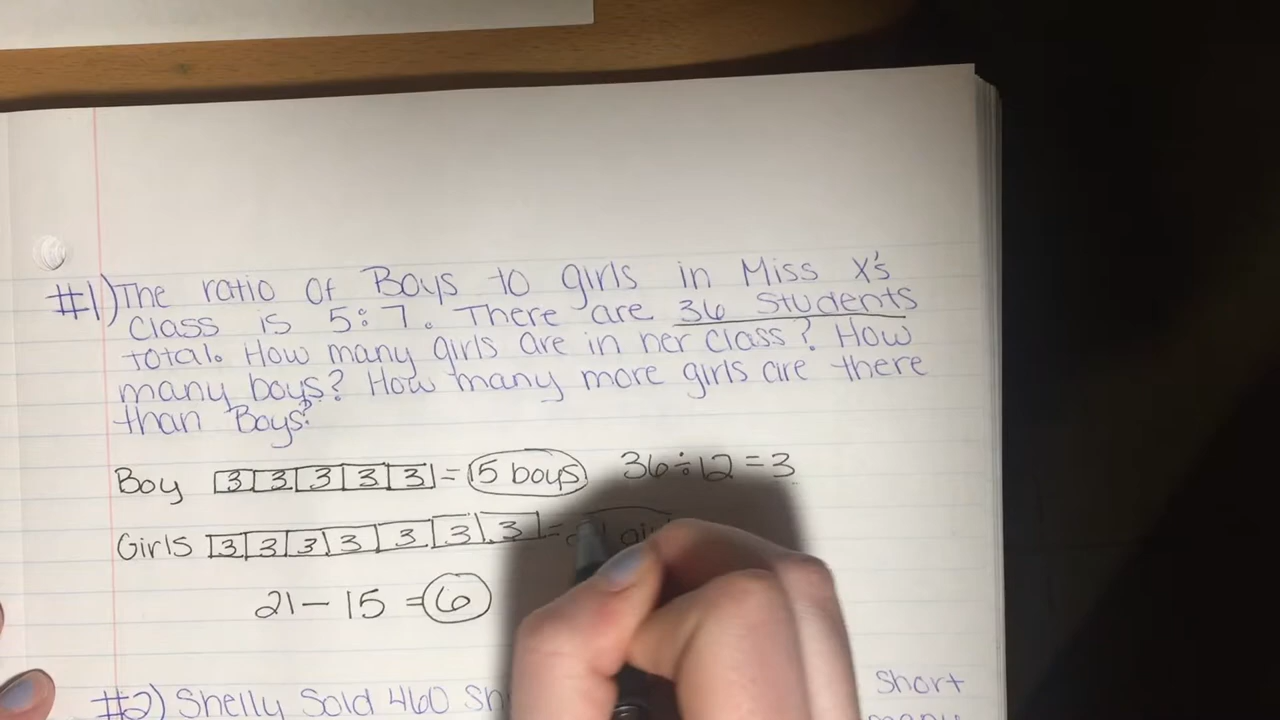 #1) The ratio of Boys to girls in Miss X's
Class is 5:7. There are 36 Students
total. How many girls are in her class? How
many boys? How many more girls are there
than Boys?
Boy 3 3 3 3 3 = 15 boys 36÷12=3
Girls 3 3 3 3 3 3 3 =
21 - 15 = 6
#2) Shelly Sold 460 Short
many